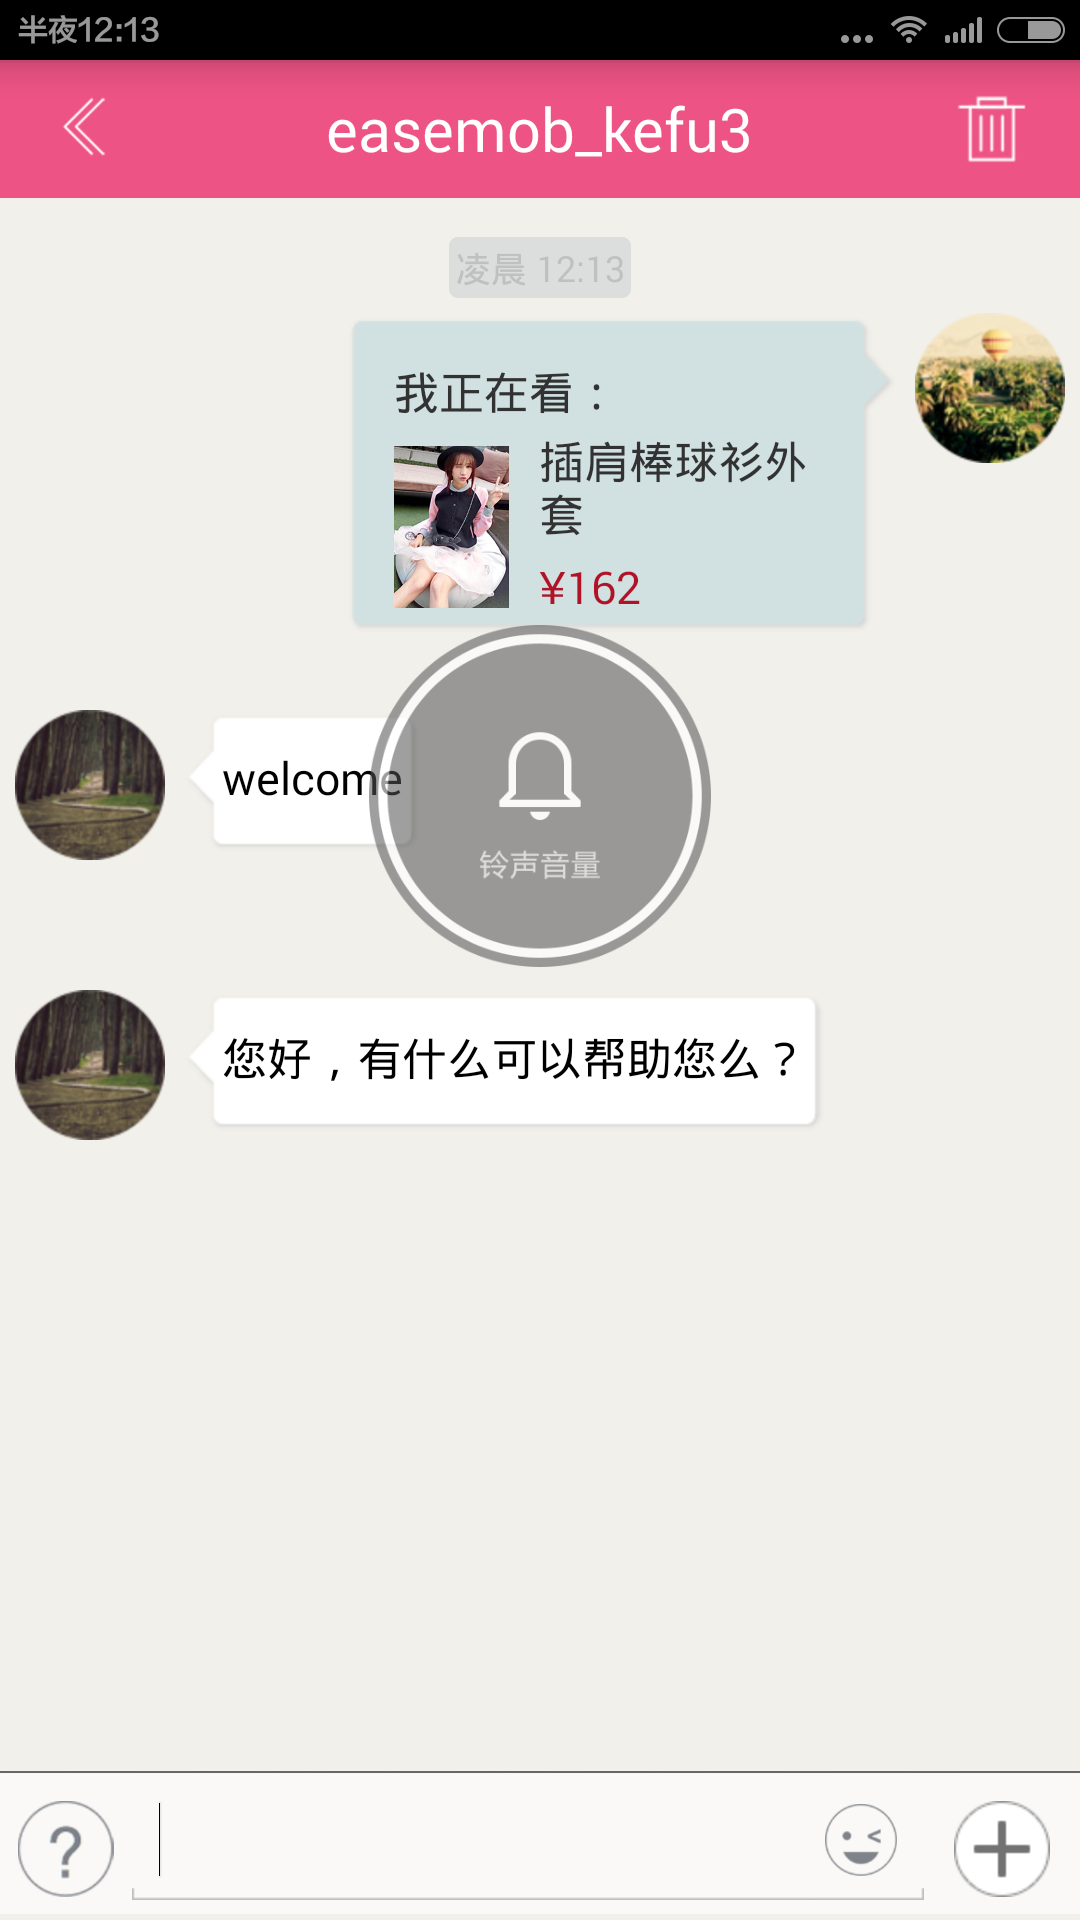 半夜12:13
easemob_kefu3
凌晨 12:13
我正在看：
插肩棒球衫外
套
¥162
welcome
铃声音量
您好，有什么可以帮助您么？